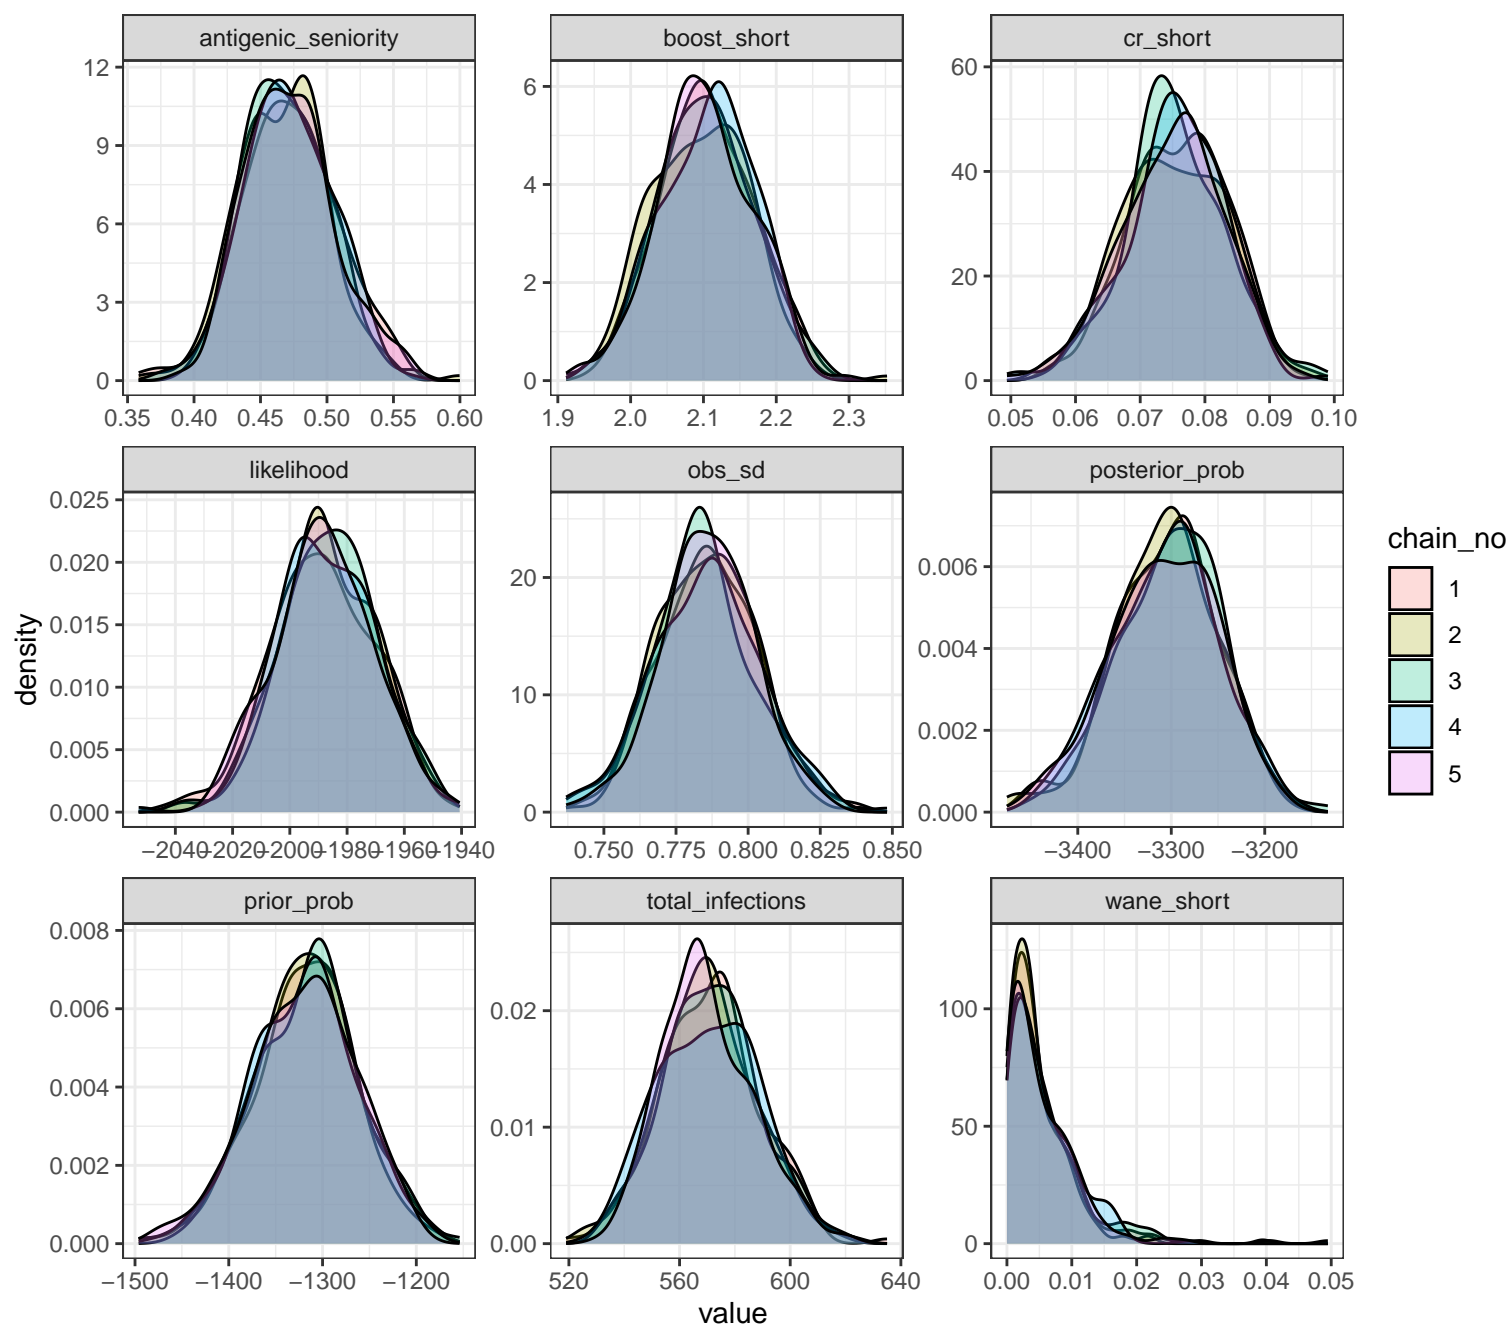 antigenic_seniority
boost_short
cr_short
12
9
6
3
0
0.35 0.40 0.45 0.50 0.55 0.60
6
4
2
0
1.9 2.0 2.1 2.2 2.3
60
40
20
0
0.05 0.06 0.07 0.08 0.09 0.10
likelihood
obs_sd
posterior_prob
0.025
0.020
0.015
0.010
0.005
0.000
−2040 −2020 −2000 −1980 −1960 −1940
20
10
0
0.750 0.775 0.800 0.825 0.850
0.006
0.004
0.002
0.000
−3400 −3300 −3200
prior_prob
total_infections
wane_short
0.008
0.006
0.004
0.002
0.000
−1500 −1400 −1300 −1200
0.02
0.01
0.00
520 560 600 640
100
50
0
0.00 0.01 0.02 0.03 0.04 0.05
density
value
chain_no
1
2
3
4
5